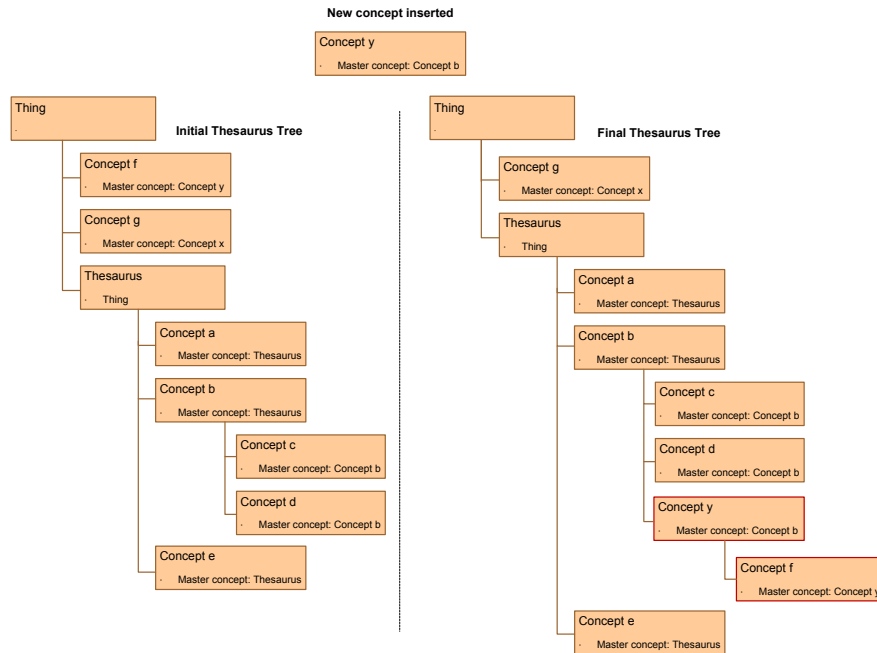 New concept inserted
Concept y
· Master concept: Concept b
Initial Thesaurus Tree
Thing
·
Concept f
· Master concept: Concept y
Concept g
· Master concept: Concept x
Thesaurus
· Thing
Concept a
· Master concept: Thesaurus
Concept b
· Master concept: Thesaurus
Concept c
· Master concept: Concept b
Concept d
· Master concept: Concept b
Concept e
· Master concept: Thesaurus
Final Thesaurus Tree
Thing
·
Concept g
· Master concept: Concept x
Thesaurus
· Thing
Concept a
· Master concept: Thesaurus
Concept b
· Master concept: Thesaurus
Concept c
· Master concept: Concept b
Concept d
· Master concept: Concept b
Concept y
· Master concept: Concept b
Concept f
· Master concept: Concept y
Concept e
· Master concept: Thesaurus